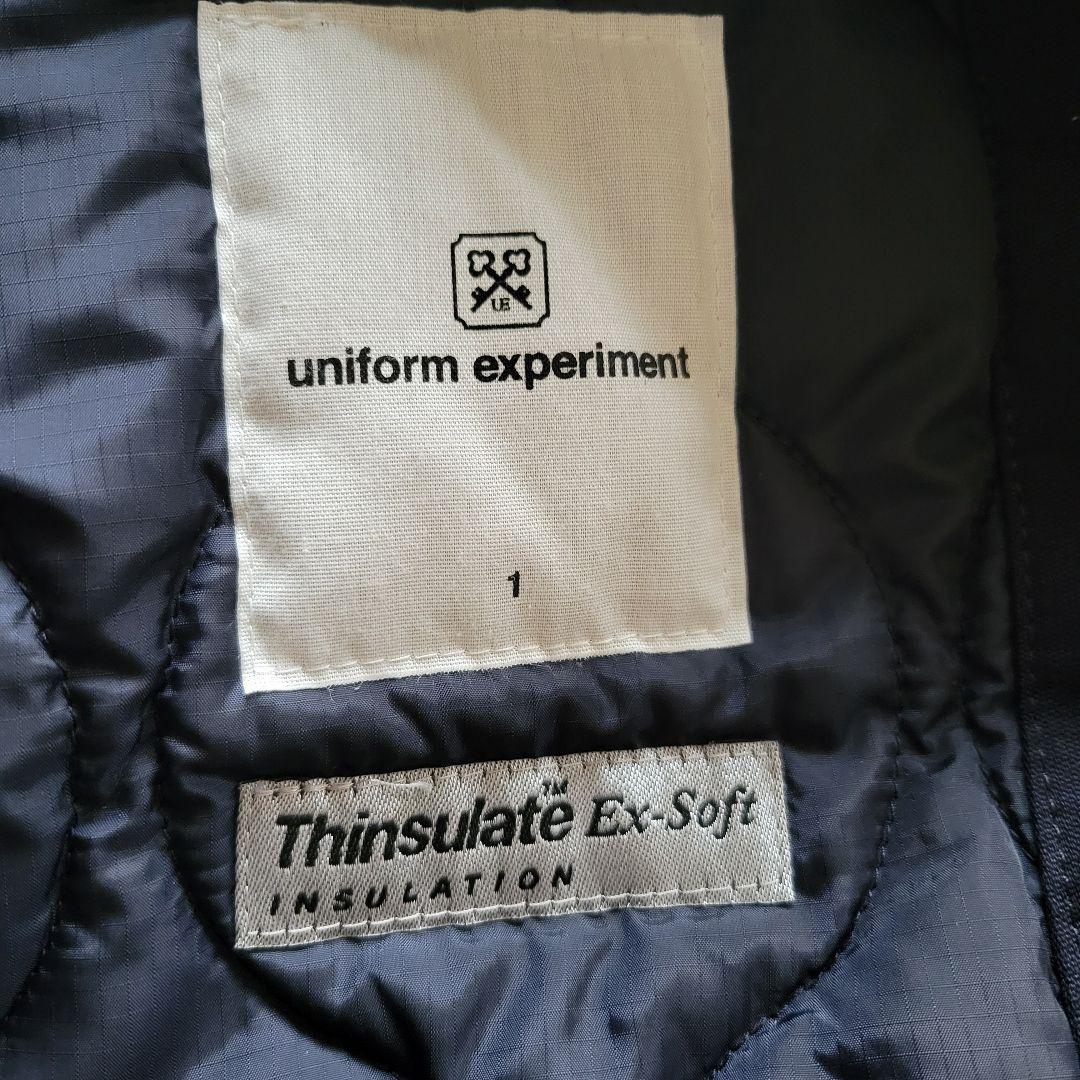 UE
uniform experiment
1
Thinsulate™ Ex-Soft
INSULATION